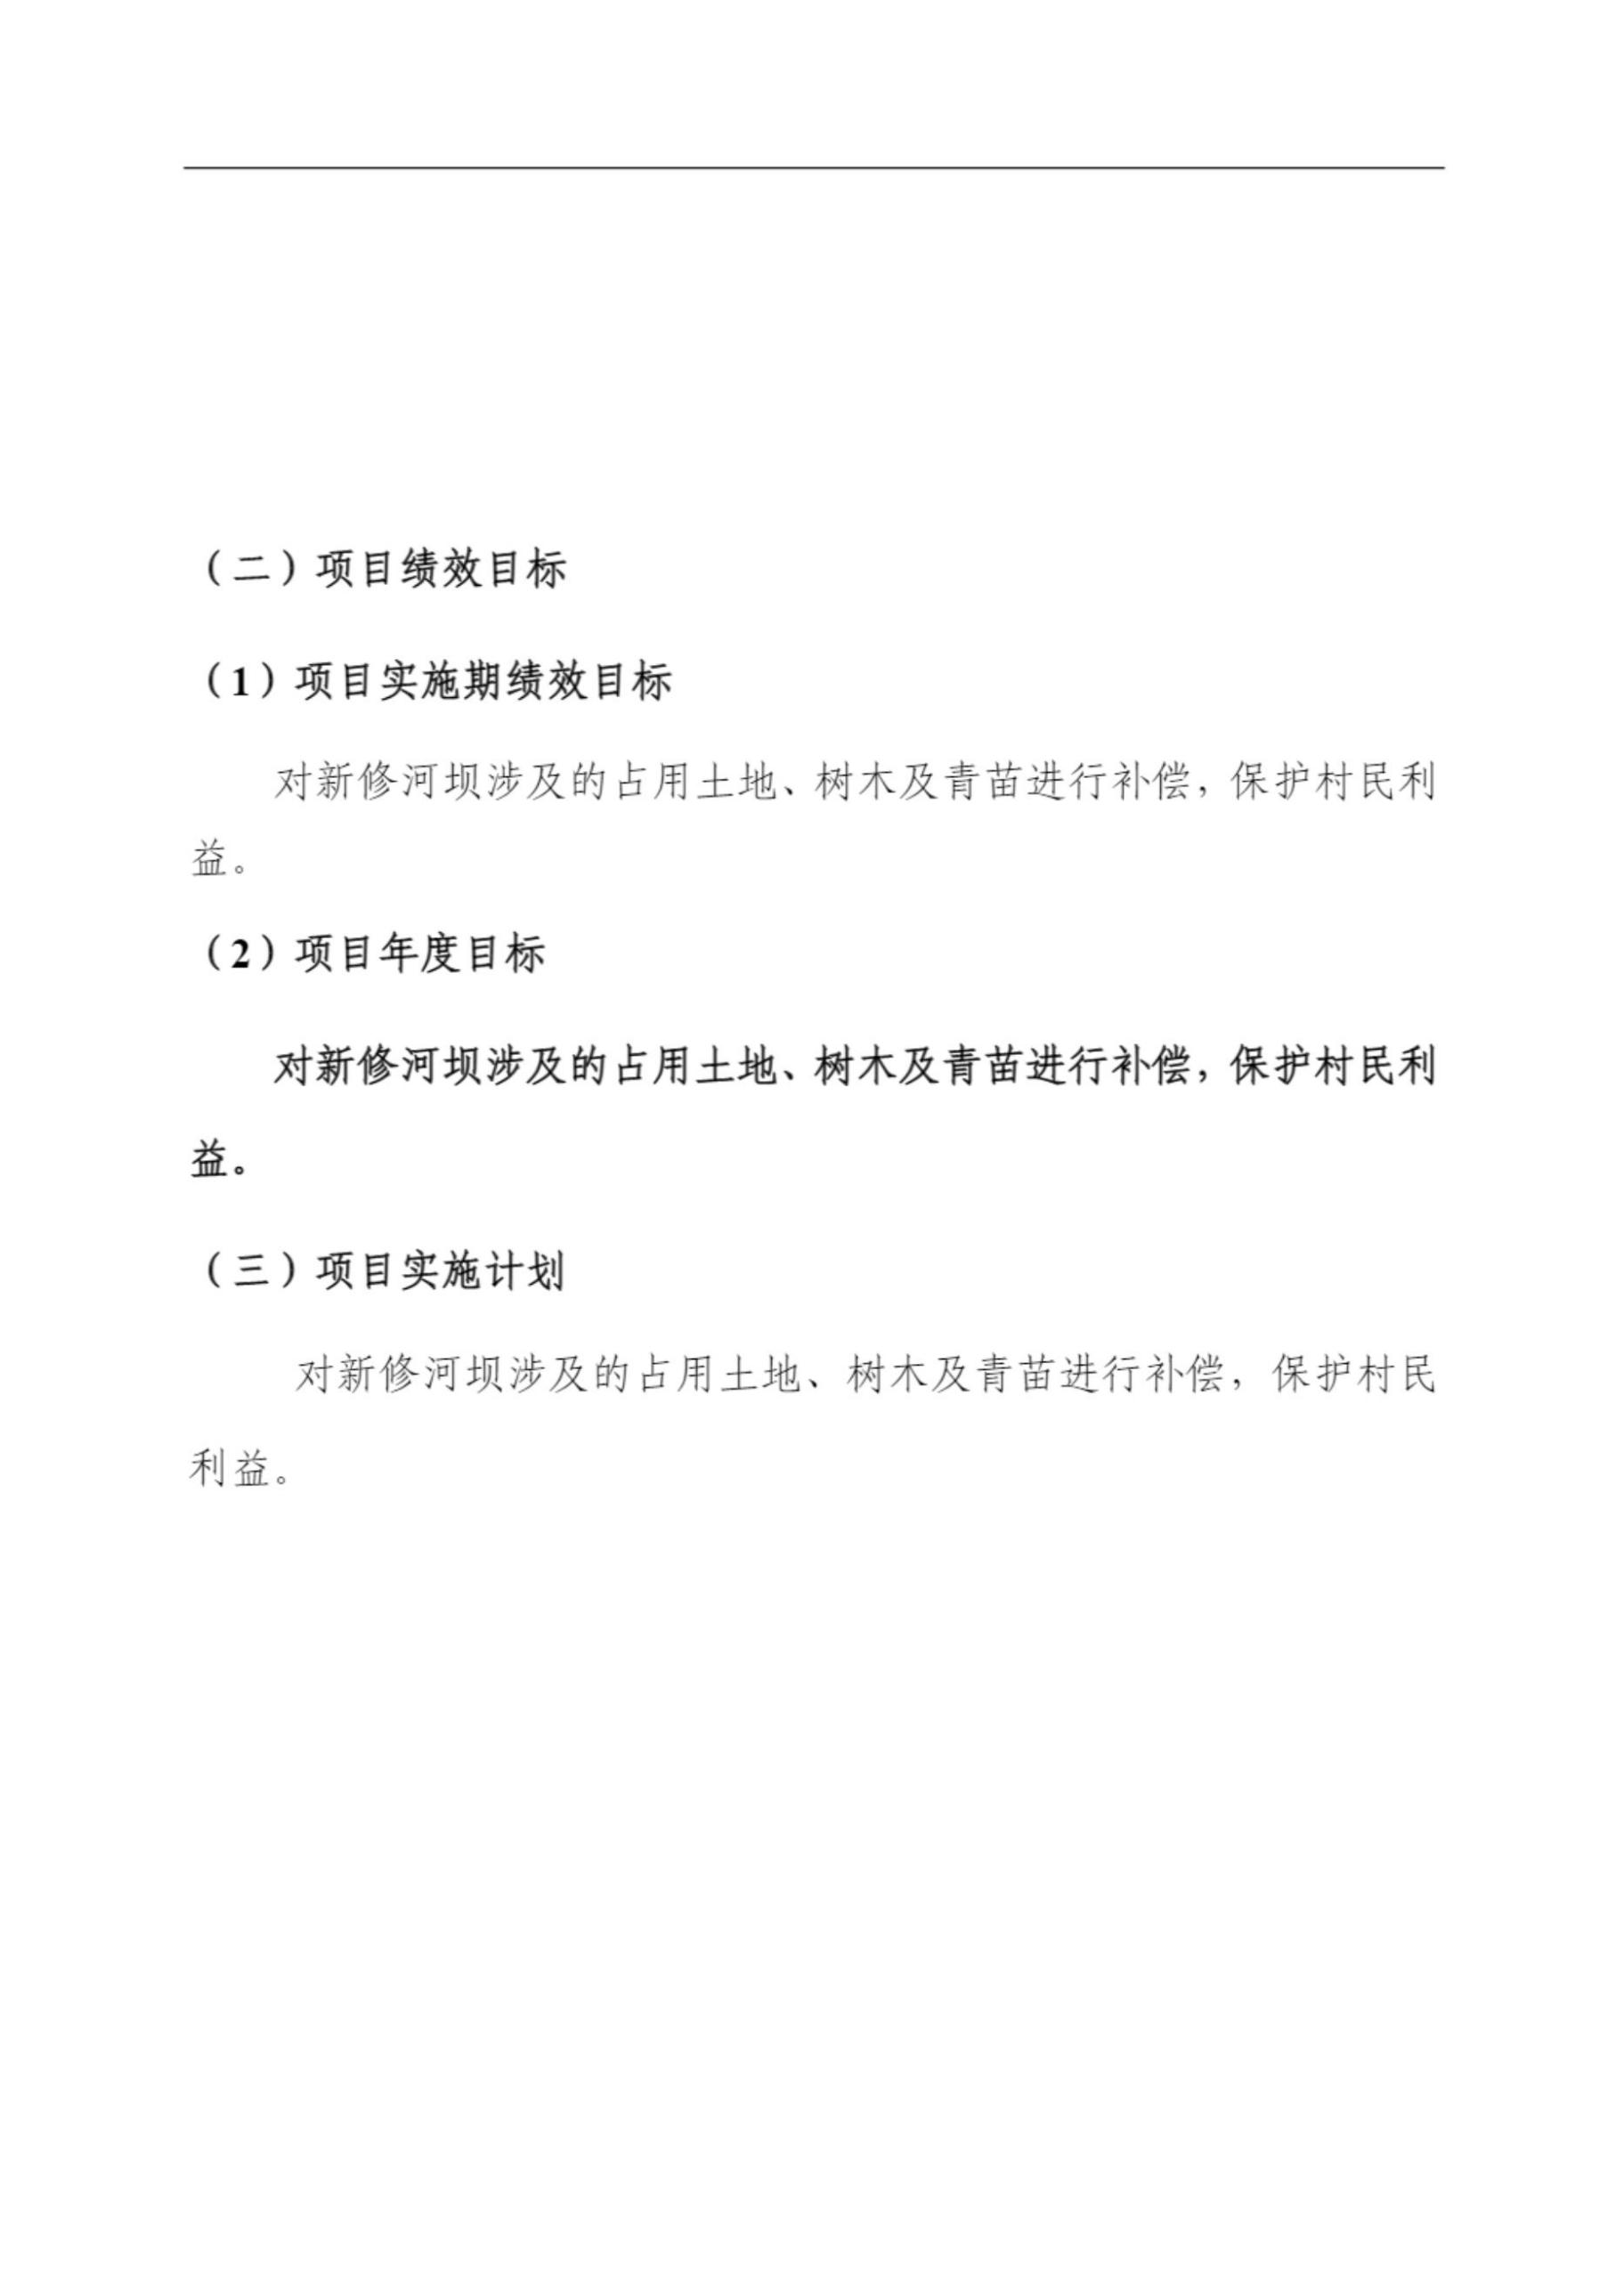 （二）项目绩效目标
（1）项目实施期绩效目标
对新修河坝涉及的占用土地、树木及青苗进行补偿，保护村民利
益。
（2）项目年度目标
对新修河坝涉及的占用土地、树木及青苗进行补偿，保护村民利
益。
（三）项目实施计划
对新修河坝涉及的占用土地、树木及青苗进行补偿，保护村民
利益。